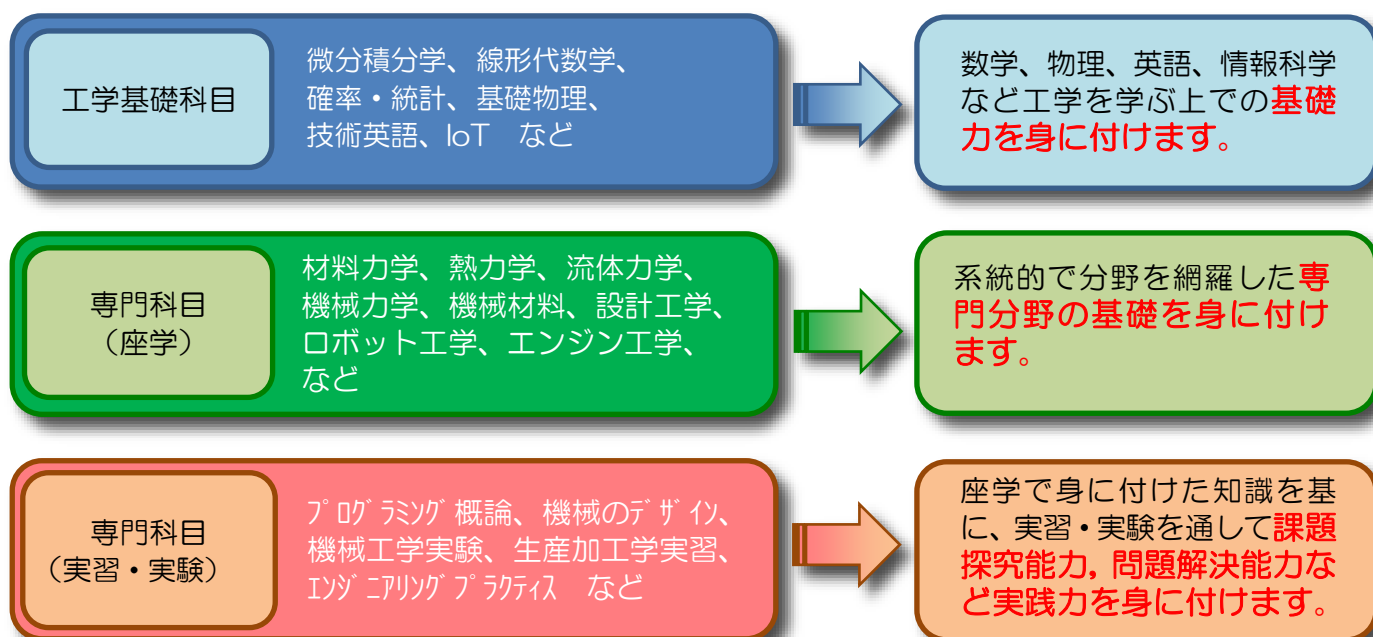 工学基礎科目
微分積分学、線形代数学、
確率・統計、基礎物理、
技術英語、IoT　など
数学、物理、英語、情報科学
など工学を学ぶ上での基礎
力を身に付けます。
専門科目
（座学）
材料力学、熱力学、流体力学、
機械力学、機械材料、設計工学、
ロボット工学、エンジン工学、
など
系統的で分野を網羅した専
門分野の基礎を身に付け
ます。
専門科目
（実習・実験）
ﾌﾟﾛｸﾞﾗﾐﾝｸﾞ概論、機械のﾃﾞｻﾞｲﾝ、
機械工学実験、生産加工学実習、
ｴﾝｼﾞﾆｱﾘﾝｸﾞﾌﾟﾗｸﾃｨｽ　など
座学で身に付けた知識を基
に、実習・実験を通して課題
探究能力, 問題解決能力な
ど実践力を身に付けます。